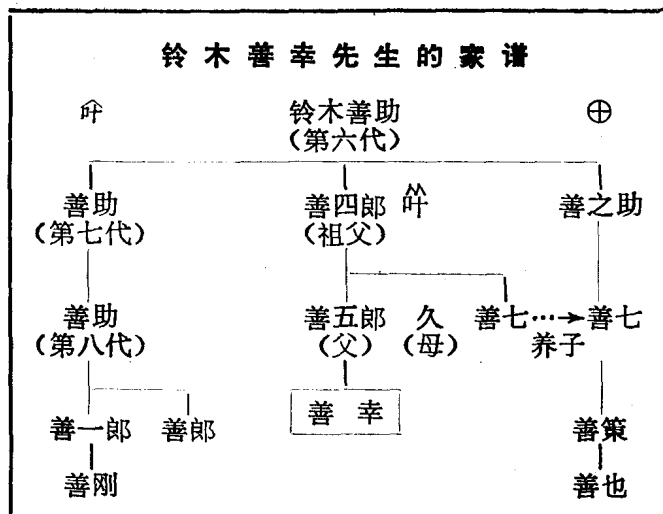 铃木善幸先生的家谱
叶 铃木善助 ⊕
(第六代)
善助 善四郎 叶 善之助
(第七代) (祖父)
善助 善五郎 久 善七…→善七
(第八代) (父) (母) 养子
善一郎 善郎 善幸 善策
善刚 善也